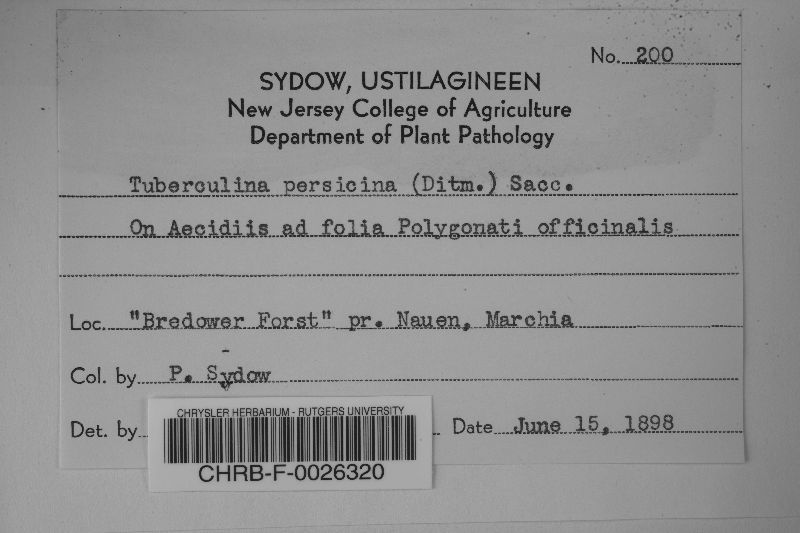 No. 200
SYDOW, USTILAGINEEN
New Jersey College of Agriculture
Department of Plant Pathology
Tuberculina persicina (Ditm.) Sacc.
On Aecidiis ad folia Polygonati officinalis
Loc. "Bredower Forst" pr. Nauen, Marchia
Col. by P. Sydow
Det. by Date June 15, 1898
CHRYSLER HERBARIUM - RUTGERS UNIVERSITY
CHRB-F-0026320